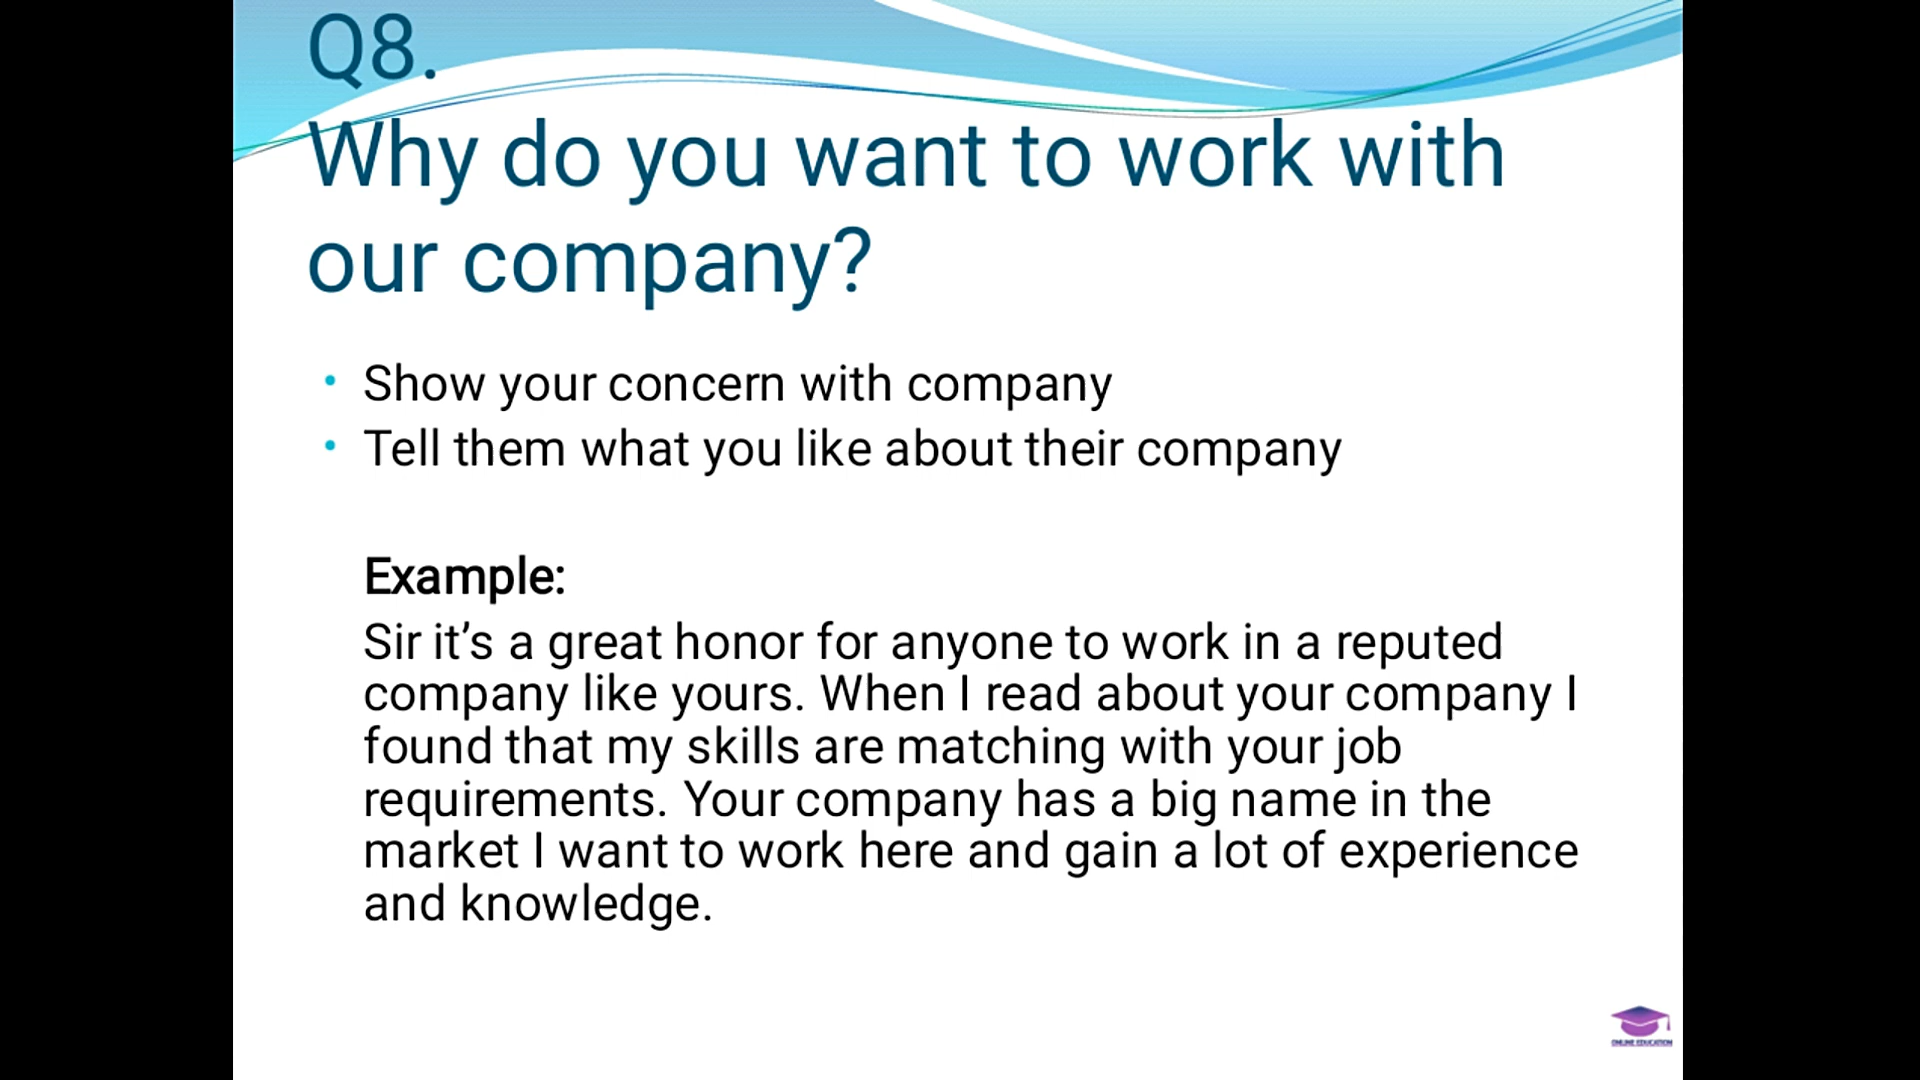 Q8.
Why do you want to work with
our company?
• Show your concern with company
• Tell them what you like about their company
Example:
Sir it’s a great honor for anyone to work in a reputed
company like yours. When I read about your company I
found that my skills are matching with your job
requirements. Your company has a big name in the
market I want to work here and gain a lot of experience
and knowledge.
ONLINE EDUCATION